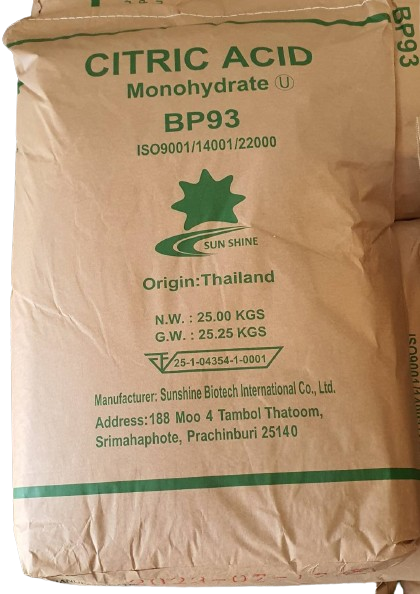 CITRIC ACID
Monohydrate Ⓤ
BP93
ISO9001/14001/22000
SUN SHINE
Origin:Thailand
N.W. : 25.00 KGS
G.W. : 25.25 KGS
25-1-04354-1-0001
Manufacturer: Sunshine Biotech International Co., Ltd.
Address:188 Moo 4 Tambol Thatoom,
Srimahaphote, Prachinburi 25140
BP93